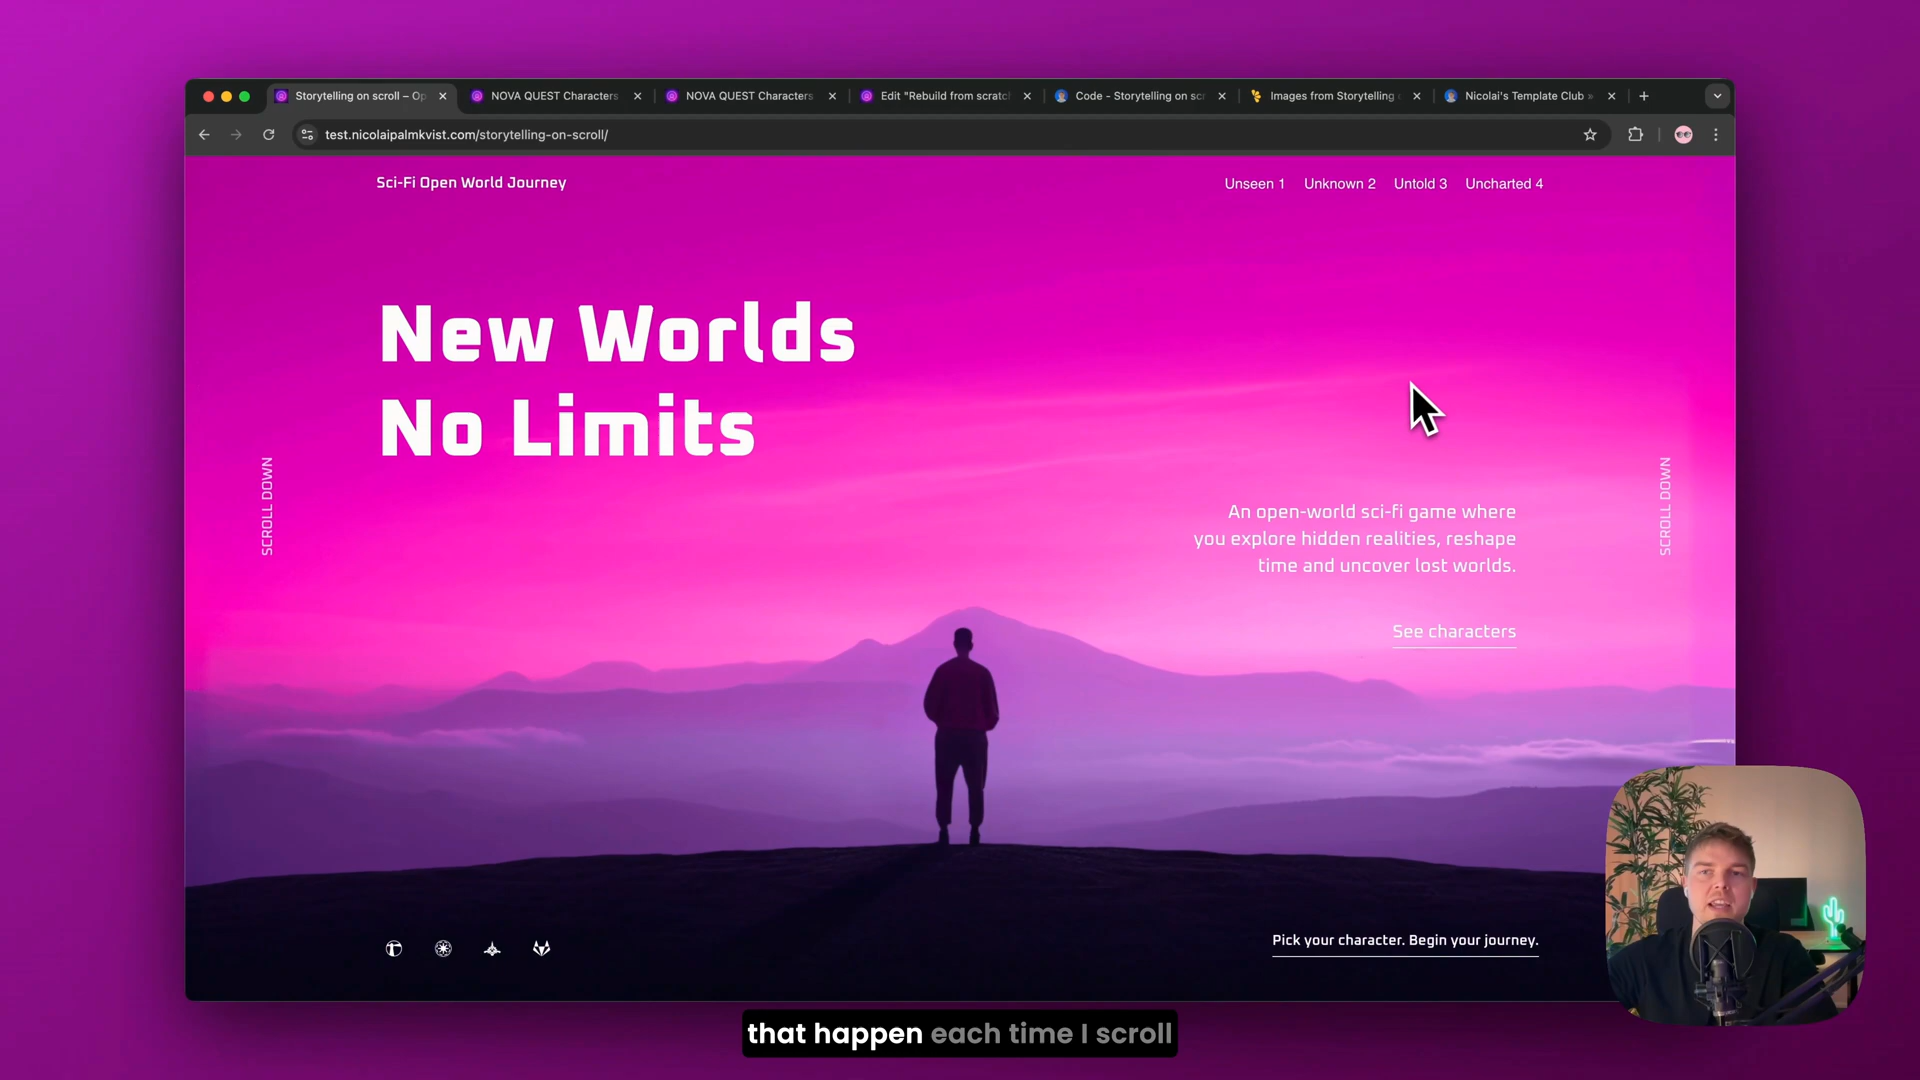 Storytelling on scroll – Op
NOVA QUEST Characters
NOVA QUEST Characters
Edit "Rebuild from scratch
Code - Storytelling on scr
Images from Storytelling
Nicolai's Template Club »
test.nicolaipalmkvist.com/storytelling-on-scroll/
Sci-Fi Open World Journey
Unseen 1
Unknown 2
Untold 3
Uncharted 4
New Worlds
No Limits
SCROLL DOWN
SCROLL DOWN
An open-world sci-fi game where
you explore hidden realities, reshape
time and uncover lost worlds.
See characters
Pick your character. Begin your journey.
that happen each time I scroll